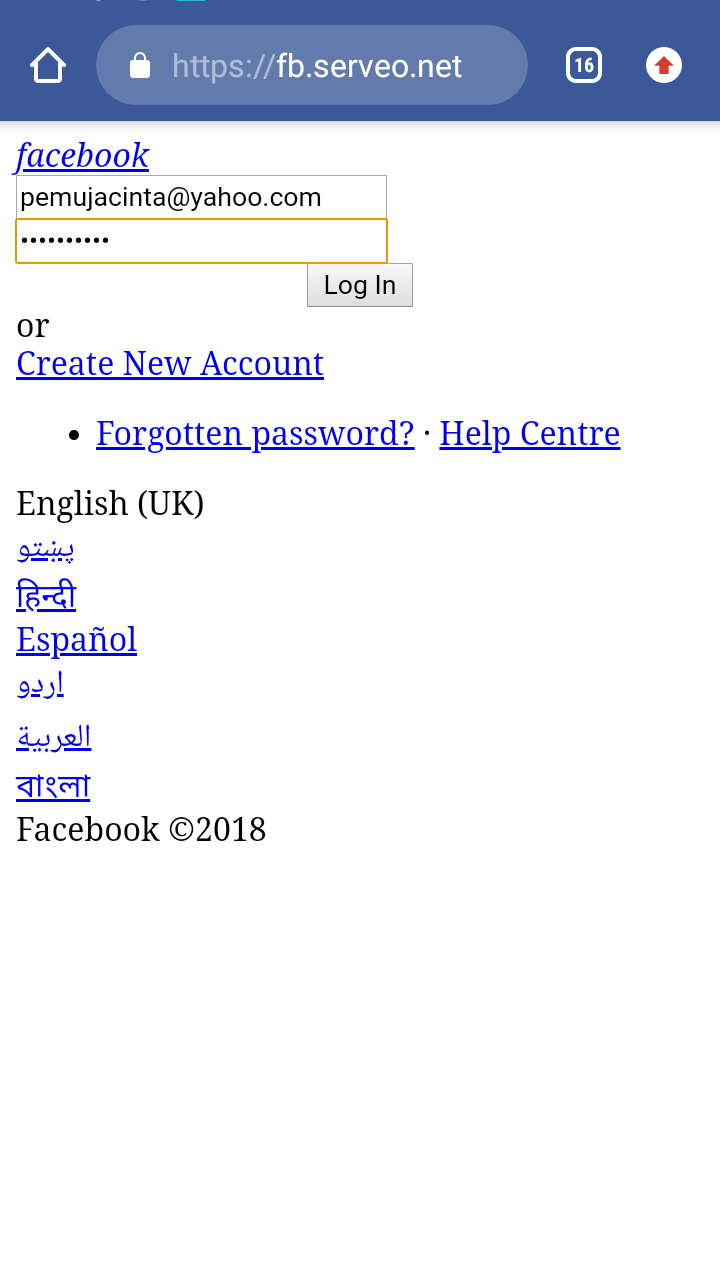 https://fb.serveo.net
16
facebook
pemujacinta@yahoo.com
••••••••••
Log In
or
Create New Account
• Forgotten password? · Help Centre
English (UK)
پښتو
हिन्दी
Español
اردو
العربية
বাংলা
Facebook ©2018